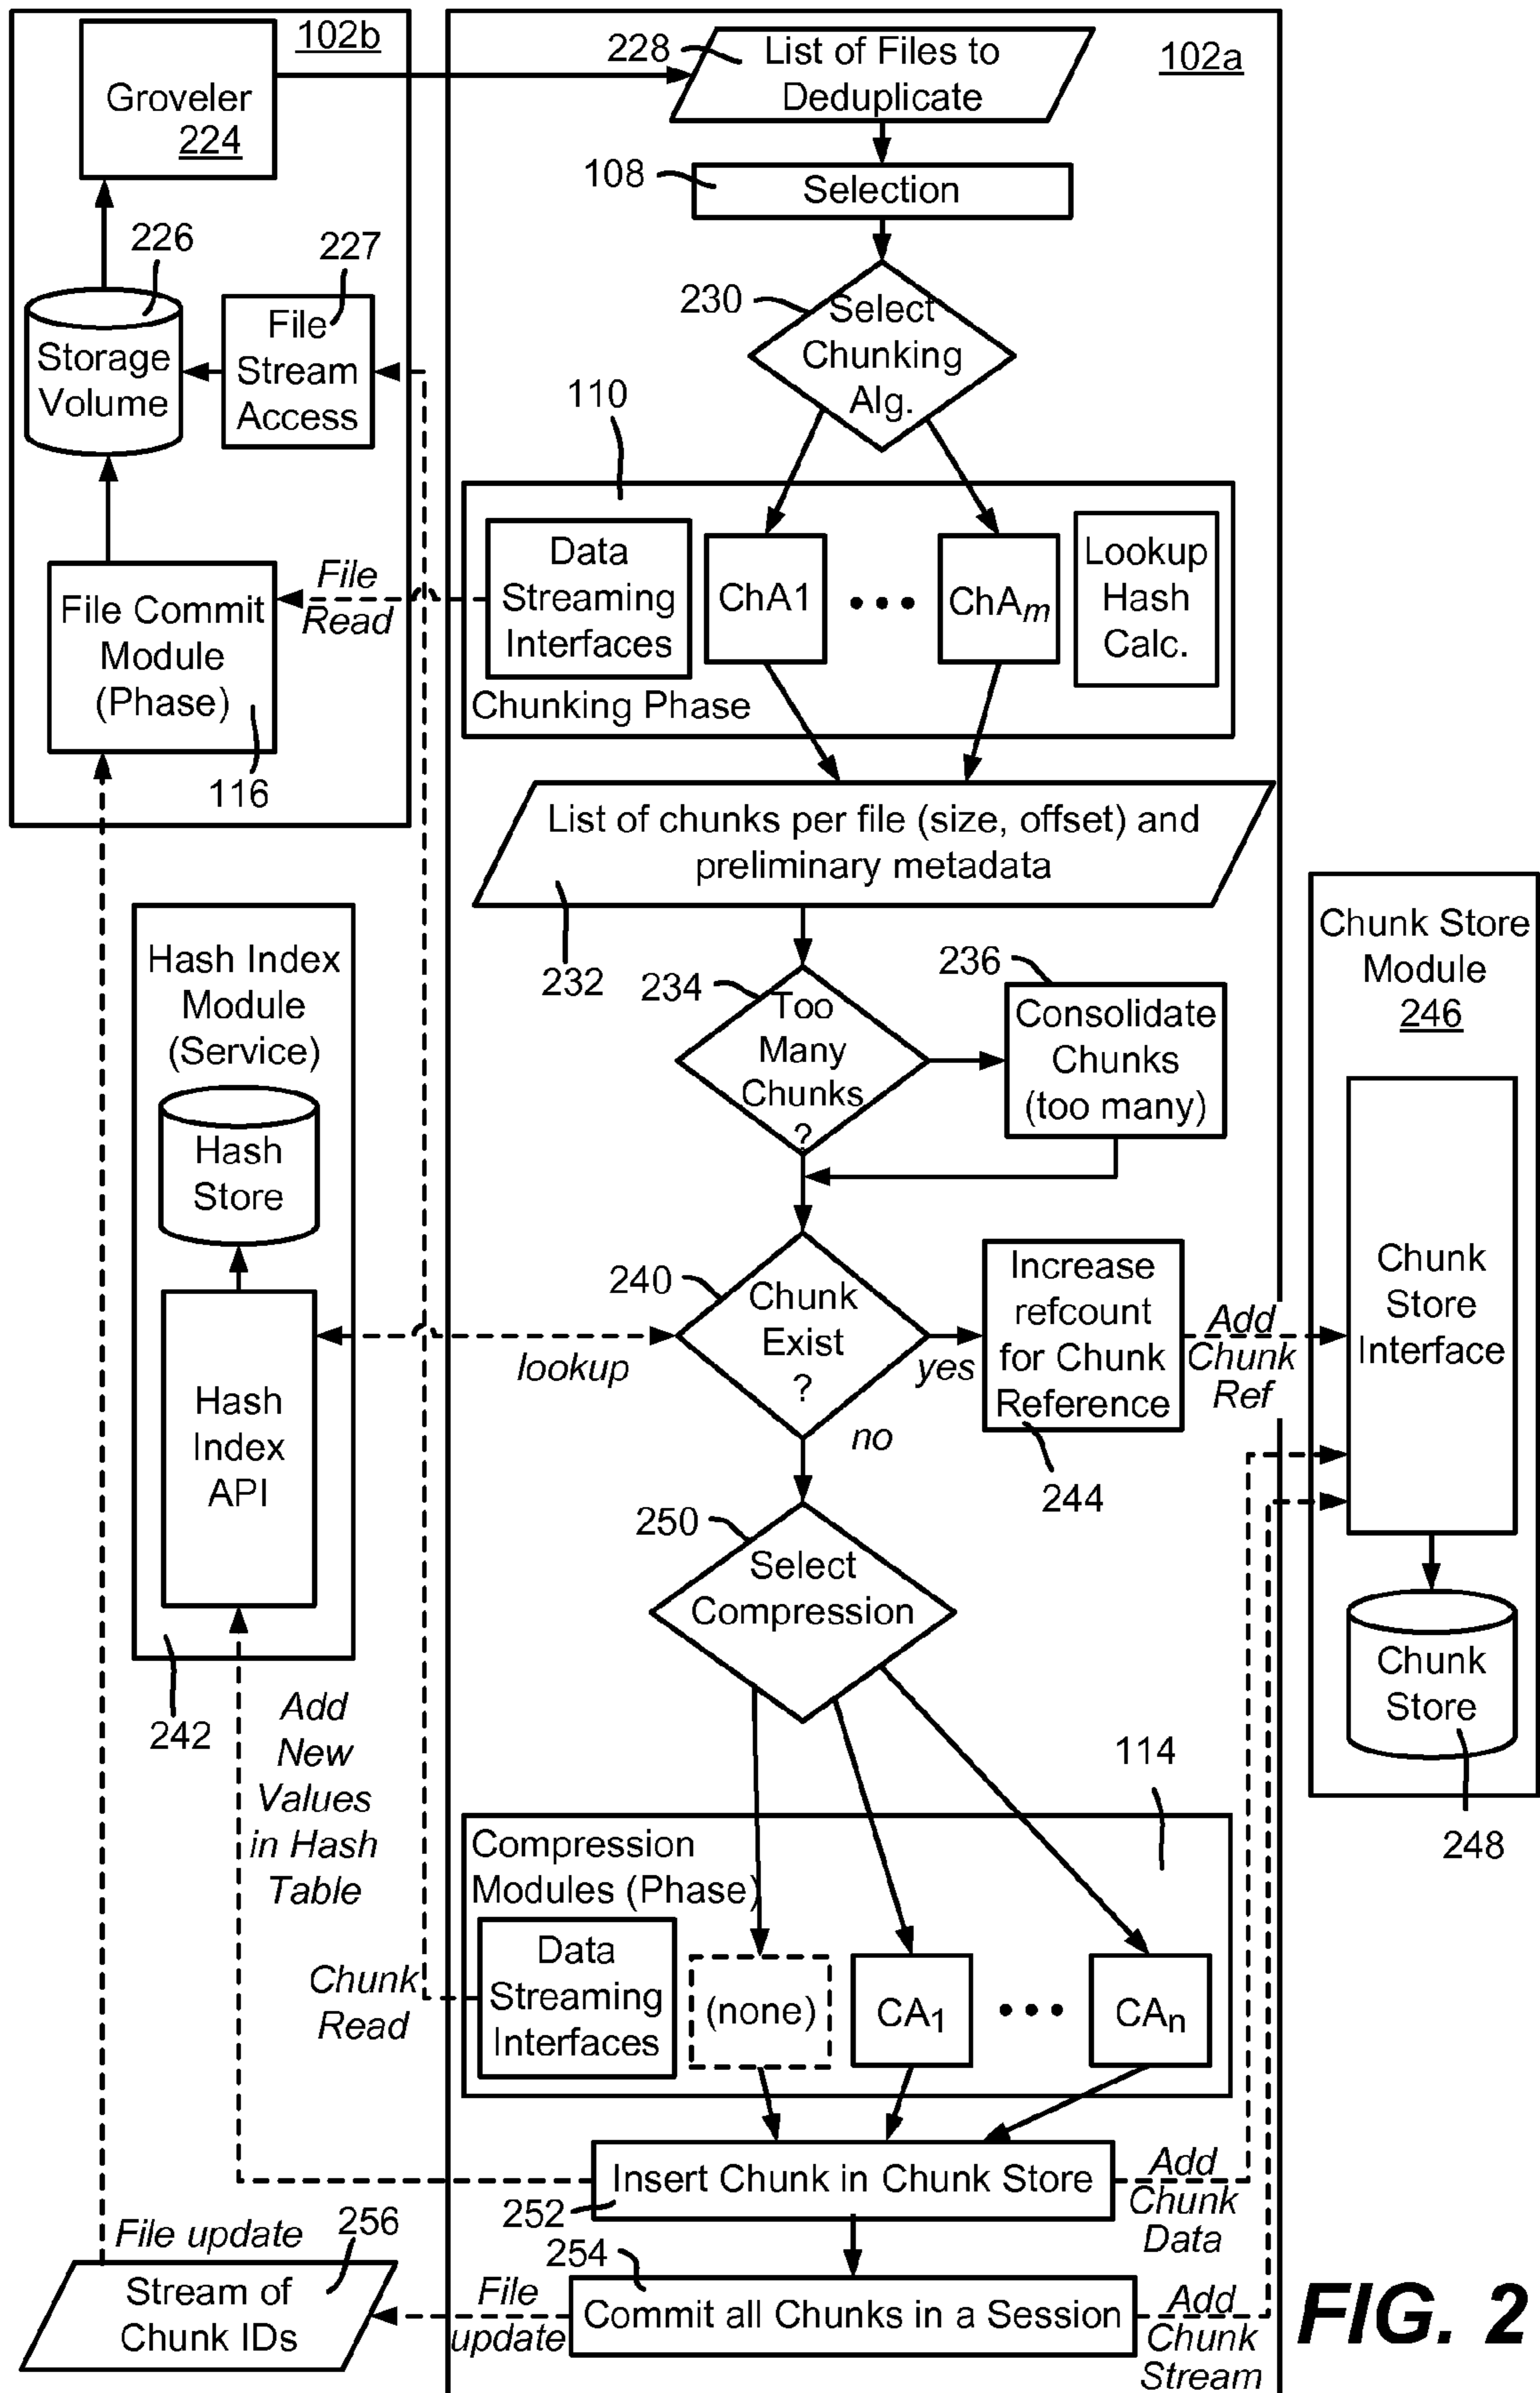 102b
Groveler
224
226
227
Storage
Volume
File
Stream
Access
File Commit
Module
(Phase)
116
File
Read
102a
228
List of Files to
Deduplicate
108
Selection
230
Select
Chunking
Alg.
110
Data
Streaming
Interfaces
ChA1
•••
ChAm
Lookup
Hash
Calc.
Chunking Phase
List of chunks per file (size, offset) and
preliminary metadata
232
234
Too
Many
Chunks
?
236
Consolidate
Chunks
(too many)
Hash Index
Module
(Service)
Hash
Store
Hash
Index
API
242
lookup
240
Chunk
Exist
?
yes
no
Increase
refcount
for Chunk
Reference
244
Add
Chunk
Ref
Chunk Store
Module
246
Chunk
Store
Interface
Chunk
Store
248
250
Select
Compression
114
Compression
Modules (Phase)
Data
Streaming
Interfaces
(none)
CA1
•••
CAn
Add
New
Values
in Hash
Table
Chunk
Read
Insert Chunk in Chunk Store
252
Add
Chunk
Data
254
Commit all Chunks in a Session
Add
Chunk
Stream
File
update
File update
256
Stream of
Chunk IDs
FIG. 2